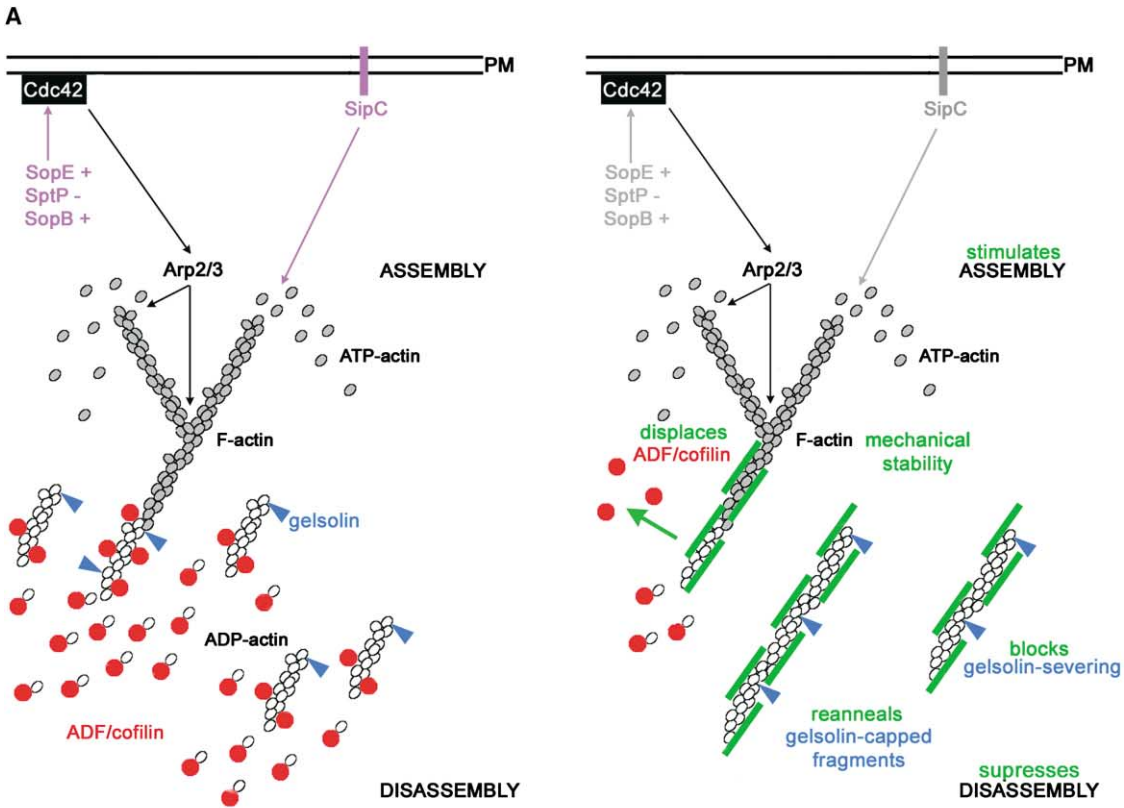 A
PM
Cdc42
SipC
SopE +
SptP -
SopB +
Arp2/3
ASSEMBLY
ATP-actin
F-actin
gelsolin
ADP-actin
ADF/cofilin
DISASSEMBLY
PM
Cdc42
SipC
SopE +
SptP -
SopB +
Arp2/3
stimulates
ASSEMBLY
ATP-actin
displaces
ADF/cofilin
F-actin
mechanical
stability
blocks
gelsolin-severing
reanneals
gelsolin-capped
fragments
supresses
DISASSEMBLY